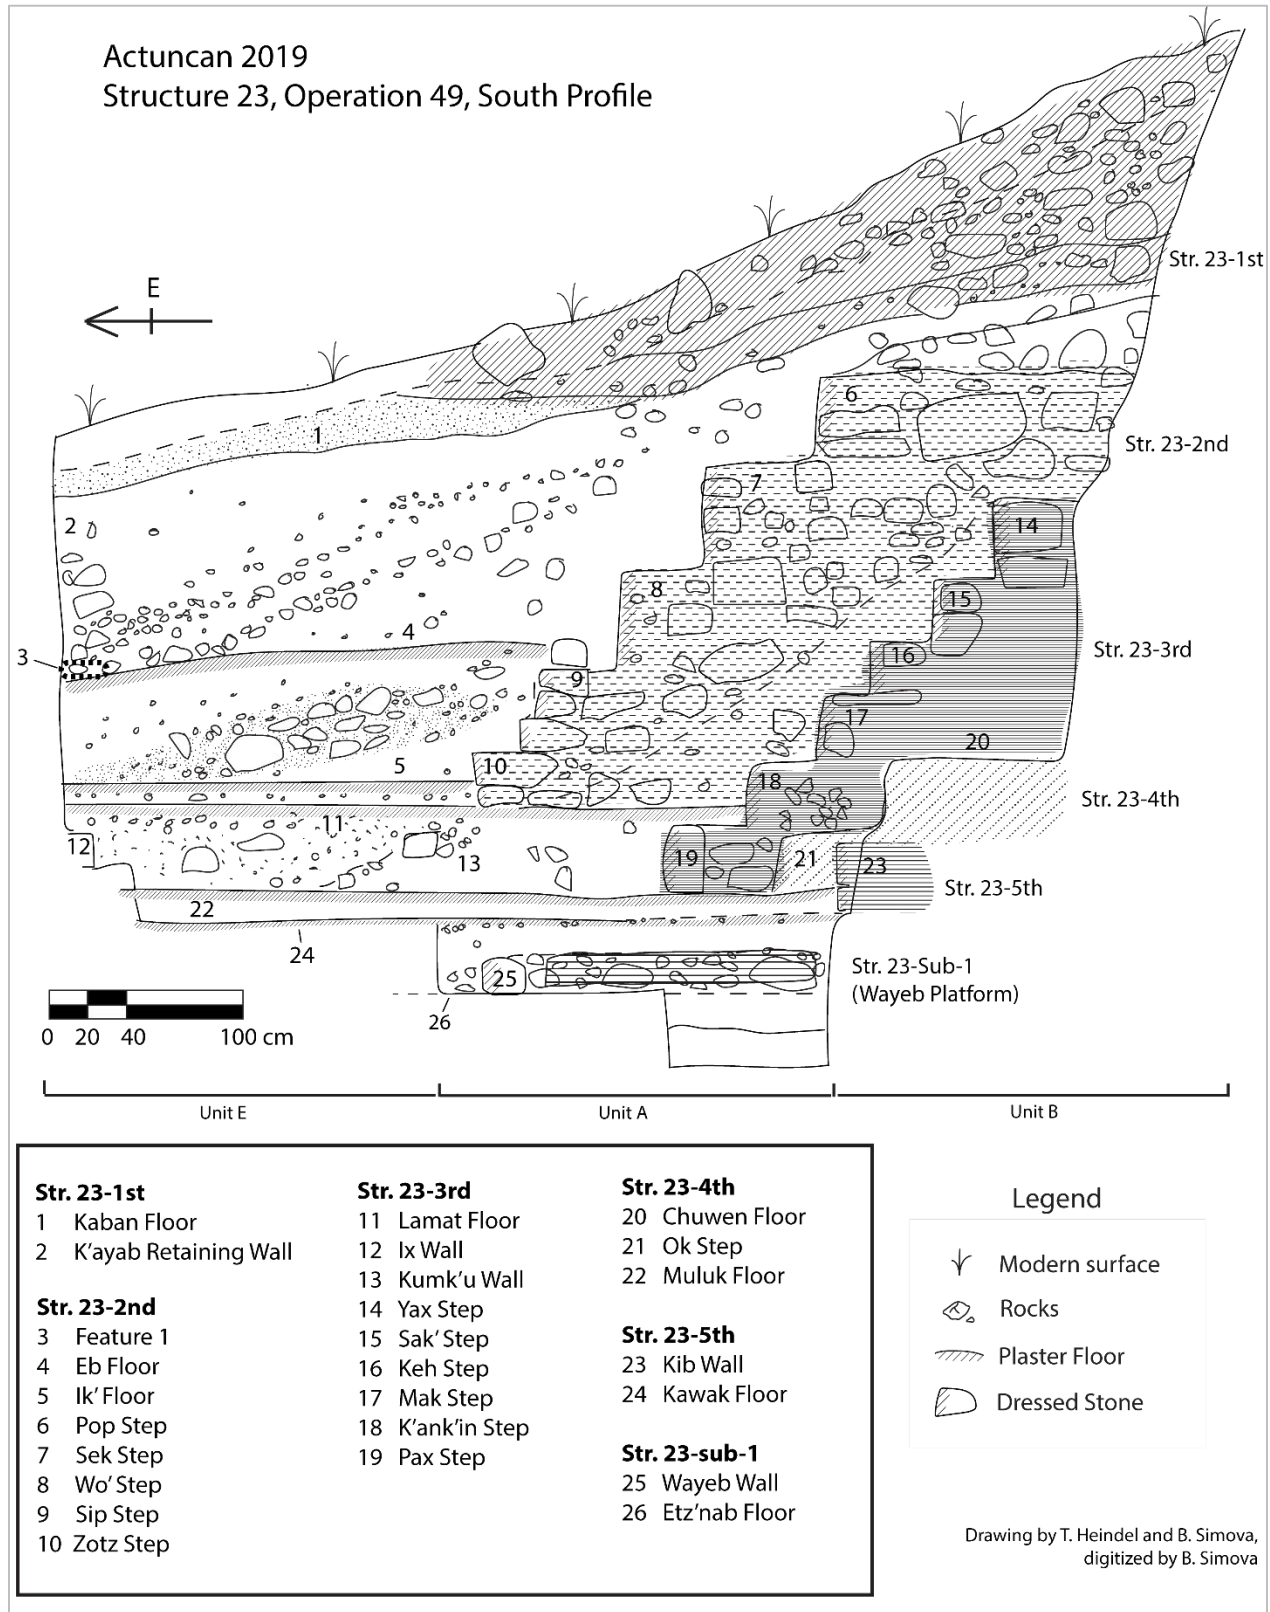 Actuncan 2019
Structure 23, Operation 49, South Profile
E
Str. 23-1st
6
Str. 23-2nd
1
7
2
14
8
15
4
3
16
Str. 23-3rd
9
17
20
5
10
18
Str. 23-4th
11
12
13
19
21
23
Str. 23-5th
22
24
25
Str. 23-Sub-1
(Wayeb Platform)
26
0 20 40 100 cm
Unit E
Unit A
Unit B
Str. 23-1st
1 Kaban Floor
2 K'ayab Retaining Wall
Str. 23-2nd
3 Feature 1
4 Eb Floor
5 Ik' Floor
6 Pop Step
7 Sek Step
8 Wo' Step
9 Sip Step
10 Zotz Step
Str. 23-3rd
11 Lamat Floor
12 Ix Wall
13 Kumk'u Wall
14 Yax Step
15 Sak' Step
16 Keh Step
17 Mak Step
18 K'ank'in Step
19 Pax Step
Str. 23-4th
20 Chuwen Floor
21 Ok Step
22 Muluk Floor
Str. 23-5th
23 Kib Wall
24 Kawak Floor
Str. 23-sub-1
25 Wayeb Wall
26 Etz'nab Floor
Legend
Modern surface
Rocks
Plaster Floor
Dressed Stone
Drawing by T. Heindel and B. Simova,
digitized by B. Simova